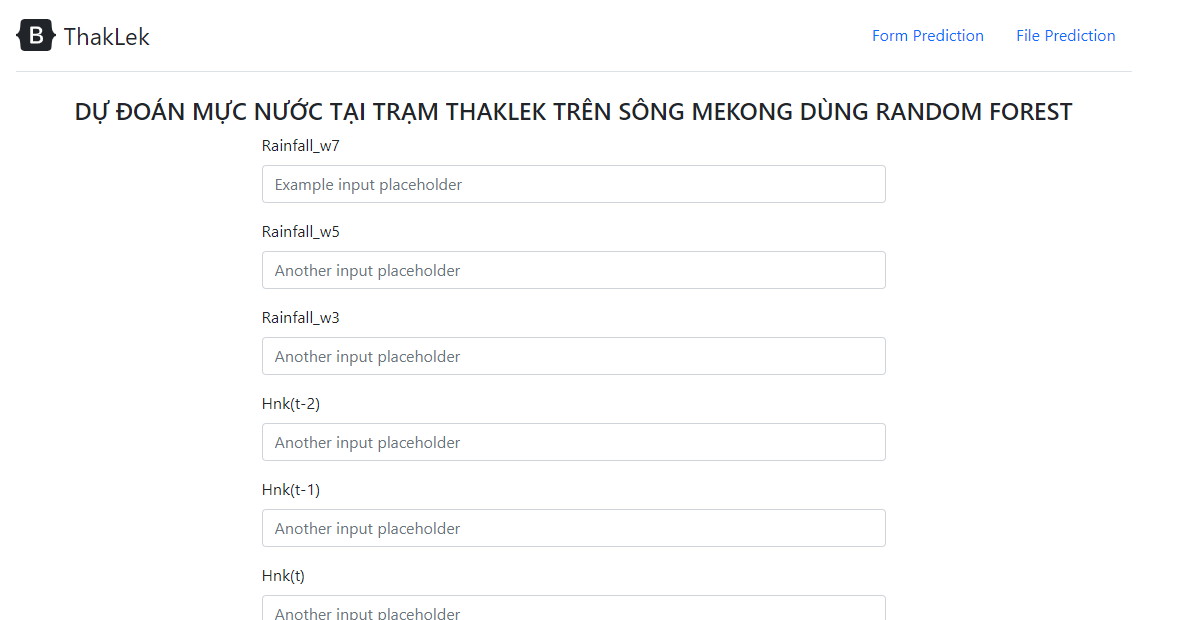 B ThakLek
Form Prediction File Prediction
DỰ ĐOÁN MỰC NƯỚC TẠI TRẠM THAKLEK TRÊN SÔNG MEKONG DÙNG RANDOM FOREST
Rainfall_w7
Example input placeholder
Rainfall_w5
Another input placeholder
Rainfall_w3
Another input placeholder
Hnk(t-2)
Another input placeholder
Hnk(t-1)
Another input placeholder
Hnk(t)
Another input placeholder